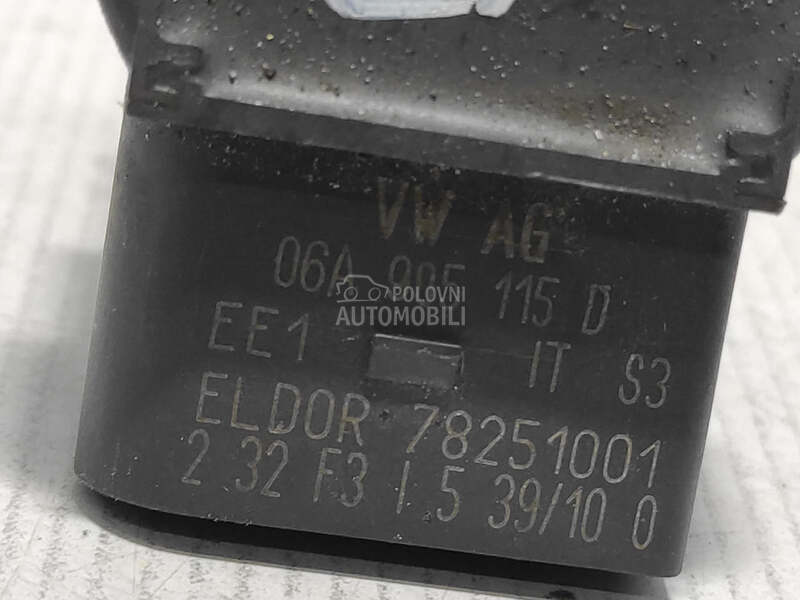 VW AG
06A 905 115 D
POLOVNI
AUTOMOBILI
EE1 IT S3
ELDOR 78251001
2 32 F3 I 5 39/10 0